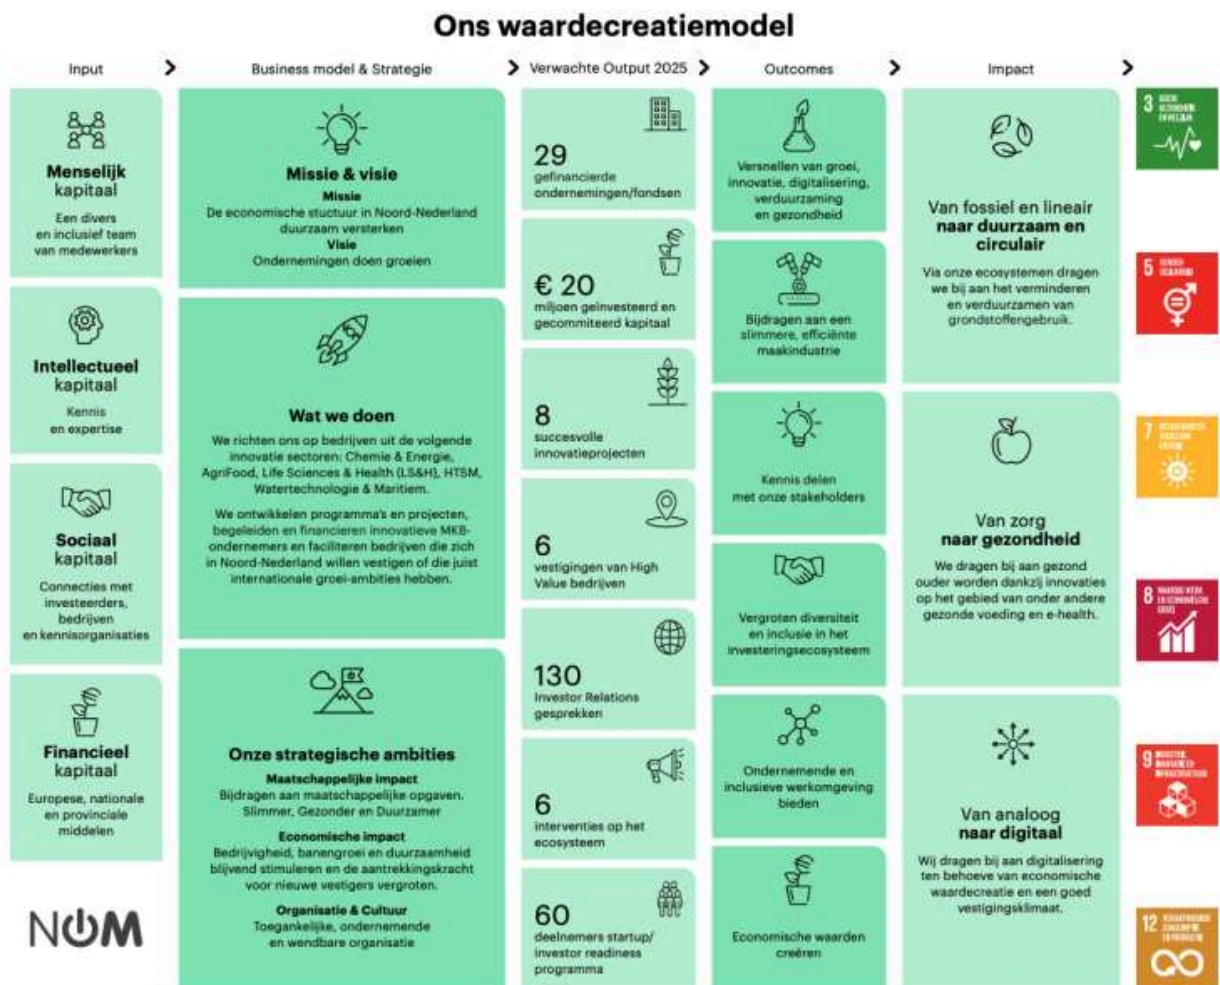 Ons waardecreatiemodel
Input
Business model & Strategie
Verwachte Output 2025
Outcomes
Impact
Menselijk
kapitaal
Een divers
en inclusief team
van medewerkers
Intellectueel
kapitaal
Kennis
en expertise
Sociaal
kapitaal
Connecties met
investeerders,
bedrijven
en kennisorganisaties
Financieel
kapitaal
Europese, nationale
en provinciale
middelen
NOM
Missie & visie
Missie
De economische stuctuur in Noord-Nederland
duurzaam versterken
Visie
Ondernemingen doen groeien
Wat we doen
We richten ons op bedrijven uit de volgende
innovatie sectoren: Chemie & Energie,
AgriFood, Life Sciences & Health (LS&H), HTSM,
Watertechnologie & Maritiem.
We ontwikkelen programma's en projecten,
begeleiden en financieren innovatieve MKB-
ondernemers en faciliteren bedrijven die zich
in Noord-Nederland willen vestigen of die juist
internationale groei-ambities hebben.
Onze strategische ambities
Maatschappelijke impact
Bijdragen aan maatschappelijke opgaven.
Slimmer, Gezonder en Duurzamer
Economische impact
Bedrijvigheid, banengroei en duurzaamheid
blijvend stimuleren en de aantrekkingskracht
voor nieuwe vestigers vergroten.
Organisatie & Cultuur
Toegankelijke, ondernemende
en wendbare organisatie
29
gefinancierde
ondernemingen/fondsen
€ 20
miljoen geïnvesteerd en
gecommiteerd kapitaal
8
succesvolle
innovatieprojecten
6
vestigingen van High
Value bedrijven
130
Investor Relations
gesprekken
6
interventies op het
ecosysteem
60
deelnemers startup/
investor readiness
programma
Versnellen van groei,
innovatie, digitalisering,
verduurzaming
en gezondheid
Bijdragen aan een
slimmere, efficiënte
maakindustrie
Kennis delen
met onze stakeholders
Vergroten diversiteit
en inclusie in het
investeringsecosysteem
Ondernemende en
inclusieve werkomgeving
bieden
Economische waarden
creëren
Van fossiel en lineair
naar duurzaam en
circulair
Via onze ecosystemen dragen
we bij aan het verminderen
en verduurzamen van
grondstoffengebruik.
Van zorg
naar gezondheid
We dragen bij aan gezond
ouder worden dankzij innovaties
op het gebied van onder andere
gezonde voeding en e-health.
Van analoog
naar digitaal
Wij dragen bij aan digitalisering
ten behoeve van economische
waardecreatie en een goed
vestigingsklimaat.
3
5
7
8
9
12